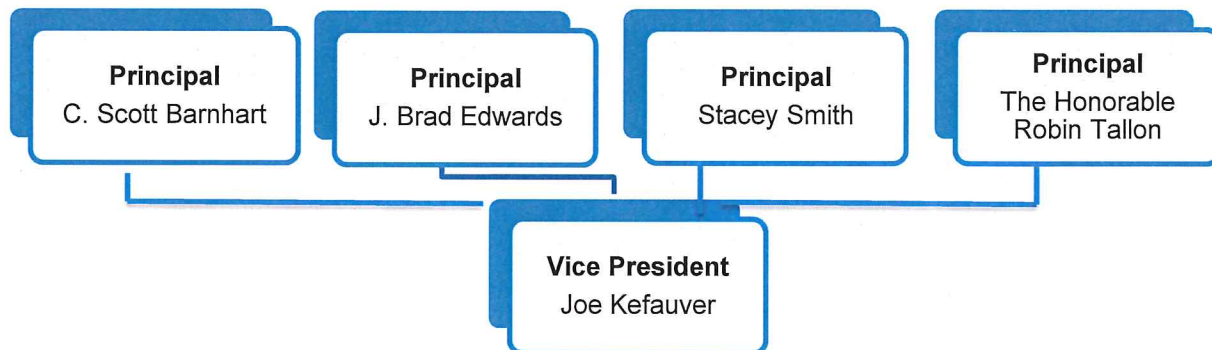 Principal
C. Scott Barnhart
Principal
J. Brad Edwards
Principal
Stacey Smith
Principal
The Honorable
Robin Tallon
Vice President
Joe Kefauver